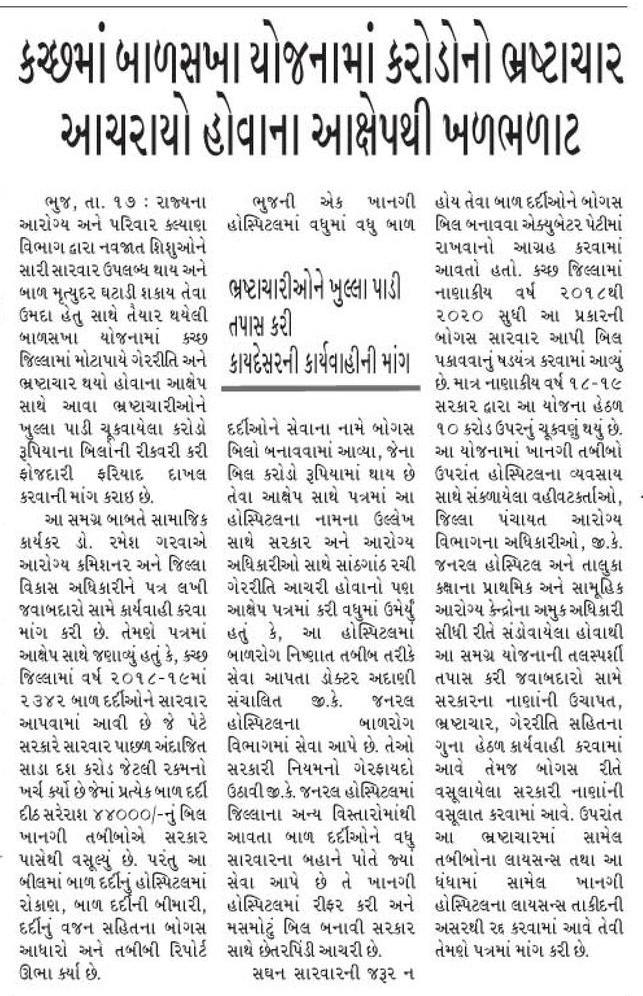 કચ્છમાં બાળસખા યોજનામાં કરોડોનો ભ્રષ્ટાચાર
આચરાયો હોવાના આક્ષેપથી ખળભળાટ
ભુજ, તા. ૧૭ : રાજ્યના
આરોગ્ય અને પરિવાર કલ્યાણ
વિભાગ દ્વારા નવજાત શિશુઓને
સારી સારવાર ઉપલબ્ધ થાય અને
બાળ મૃત્યુદર ઘટાડી શકાય તેવા
ઉમદા હેતુ સાથે તૈયાર થયેલી
બાળસખા યોજનામાં કચ્છ
જિલ્લામાં મોટાપાયે ગેરરીતિ અને
ભ્રષ્ટાચાર થયો હોવાના આક્ષેપ
સાથે આવા ભ્રષ્ટાચારીઓને
ખુલ્લા પાડી ચૂકવાયેલા કરોડો
રૂપિયાના બિલોની રીકવરી કરી
ફોજદારી ફરિયાદ દાખલ
કરવાની માંગ કરાઇ છે.
આ સમગ્ર બાબતે સામાજિક
કાર્યકર ડો. રમેશ ગરવાએ
આરોગ્ય કમિશનર અને જિલ્લા
વિકાસ અધિકારીને પત્ર લખી
જવાબદારો સામે કાર્યવાહી કરવા
માંગ કરી છે. તેમણે પત્રમાં
આક્ષેપ સાથે જણાવ્યું હતું કે, કચ્છ
જિલ્લામાં વર્ષ ૨૦૧૮-૧૯માં
૨૩૪૨ બાળ દર્દીઓને સારવાર
આપવામાં આવી છે જે પેટે
સરકારે સારવાર પાછળ અંદાજિત
સાડા દશ કરોડ જેટલી રકમનો
ખર્ચ કર્યો છે જેમાં પ્રત્યેક બાળ દર્દી
દીઠ સરેરાશ ૪૪૦૦૦/-નું બિલ
ખાનગી તબીબોએ સરકાર
પાસેથી વસૂલ્યું છે. પરંતુ આ
બીલમાં બાળ દર્દીનું હોસ્પિટલમાં
રોકાણ, બાળ દર્દીની બીમારી,
દર્દીનું વજન સહિતના બોગસ
આધારો અને તબીબી રિપોર્ટ
ઊભા કર્યા છે.
ભુજની એક ખાનગી
હોસ્પિટલમાં વધુમાં વધુ બાળ
ભ્રષ્ટાચારીઓને ખુલ્લા પાડી
તપાસ કરી
કાયદેસરની કાર્યવાહીની માંગ
દર્દીઓને સેવાના નામે બોગસ
બિલો બનાવવામાં આવ્યા, જેના
બિલ કરોડો રૂપિયામાં થાય છે
તેવા આક્ષેપ સાથે પત્રમાં આ
હોસ્પિટલના નામના ઉલ્લેખ
સાથે સરકાર અને આરોગ્ય
અધિકારીઓ સાથે સાંઠગાંઠ રચી
ગેરરીતિ આચરી હોવાનો પણ
આક્ષેપ પત્રમાં કરી વધુમાં ઉમેર્યું
હતું કે, આ હોસ્પિટલમાં
બાળરોગ નિષ્ણાત તબીબ તરીકે
સેવા આપતા ડોક્ટર અદાણી
સંચાલિત જી.કે. જનરલ
હોસ્પિટલના બાળરોગ
વિભાગમાં સેવા આપે છે. તેઓ
સરકારી નિયમનો ગેરફાયદો
ઉઠાવી જી.કે. જનરલ હોસ્પિટલમાં
જિલ્લાના અન્ય વિસ્તારોમાંથી
આવતા બાળ દર્દીઓને વધુ
સારવારના બહાને પોતે જ્યાં
સેવા આપે છે તે ખાનગી
હોસ્પિટલમાં રીફર કરી અને
મસમોટું બિલ બનાવી સરકાર
સાથે છેતરપિંડી આચરી છે.
સઘન સારવારની જરૂર ન
હોય તેવા બાળ દર્દીઓને બોગસ
બિલ બનાવવા એક્યુબેટર પેટીમાં
રાખવાનો આગ્રહ કરવામાં
આવતો હતો. કચ્છ જિલ્લામાં
નાણાકીય વર્ષ ૨૦૧૮થી
૨૦૨૦ સુધી આ પ્રકારની
બોગસ સારવાર આપી બિલ
પકાવવાનું ષડયંત્ર કરવામાં આવ્યું
છે. માત્ર નાણાકીય વર્ષ ૧૮-૧૯
સરકાર દ્વારા આ યોજના હેઠળ
૧૦ કરોડ ઉપરનું ચૂકવણું થયું છે.
આ યોજનામાં ખાનગી તબીબો
ઉપરાંત હોસ્પિટલના વ્યવસાય
સાથે સંકળાયેલા વહીવટકર્તાઓ,
જિલ્લા પંચાયત આરોગ્ય
વિભાગના અધિકારીઓ, જી.કે.
જનરલ હોસ્પિટલ અને તાલુકા
કક્ષાના પ્રાથમિક અને સામૂહિક
આરોગ્ય કેન્દ્રોના અમુક અધિકારી
સીધી રીતે સંડોવાયેલા હોવાથી
આ સમગ્ર યોજનાની તલસ્પર્શી
તપાસ કરી જવાબદારો સામે
સરકારના નાણાંની ઉચાપત,
ભ્રષ્ટાચાર, ગેરરીતિ સહિતના
ગુના હેઠળ કાર્યવાહી કરવામાં
આવે તેમજ બોગસ રીતે
વસૂલાયેલા સરકારી નાણાંની
વસૂલાત કરવામાં આવે. ઉપરાંત
આ ભ્રષ્ટાચારમાં સામેલ
તબીબોના લાયસન્સ તથા આ
ધંધામાં સામેલ ખાનગી
હોસ્પિટલના લાયસન્સ તાકીદની
અસરથી રદ્દ કરવામાં આવે તેવી
તેમણે પત્રમાં માંગ કરી છે.